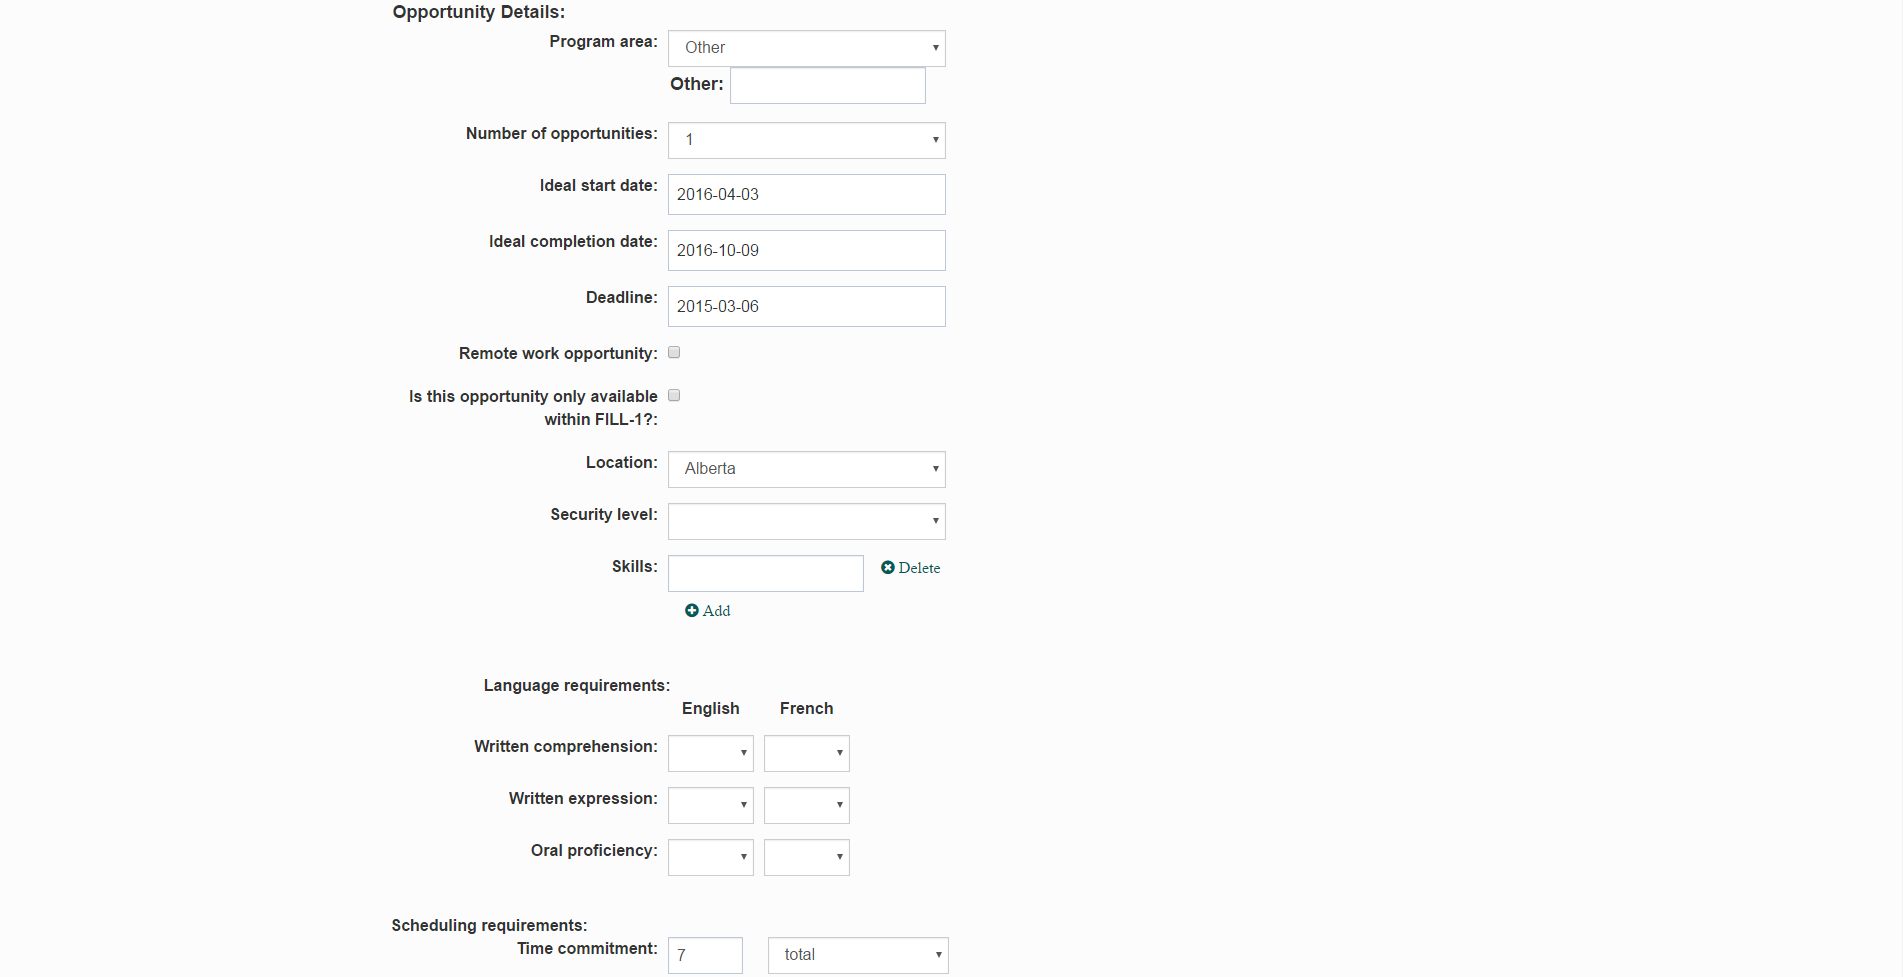 Opportunity Details:
Program area: Other
Other:
Number of opportunities: 1
Ideal start date: 2016-04-03
Ideal completion date: 2016-10-09
Deadline: 2015-03-06
Remote work opportunity:
Is this opportunity only available
within FILL-1?:
Location: Alberta
Security level:
Skills: Delete
Add
Language requirements:
English French
Written comprehension:
Written expression:
Oral proficiency:
Scheduling requirements:
Time commitment: 7 total